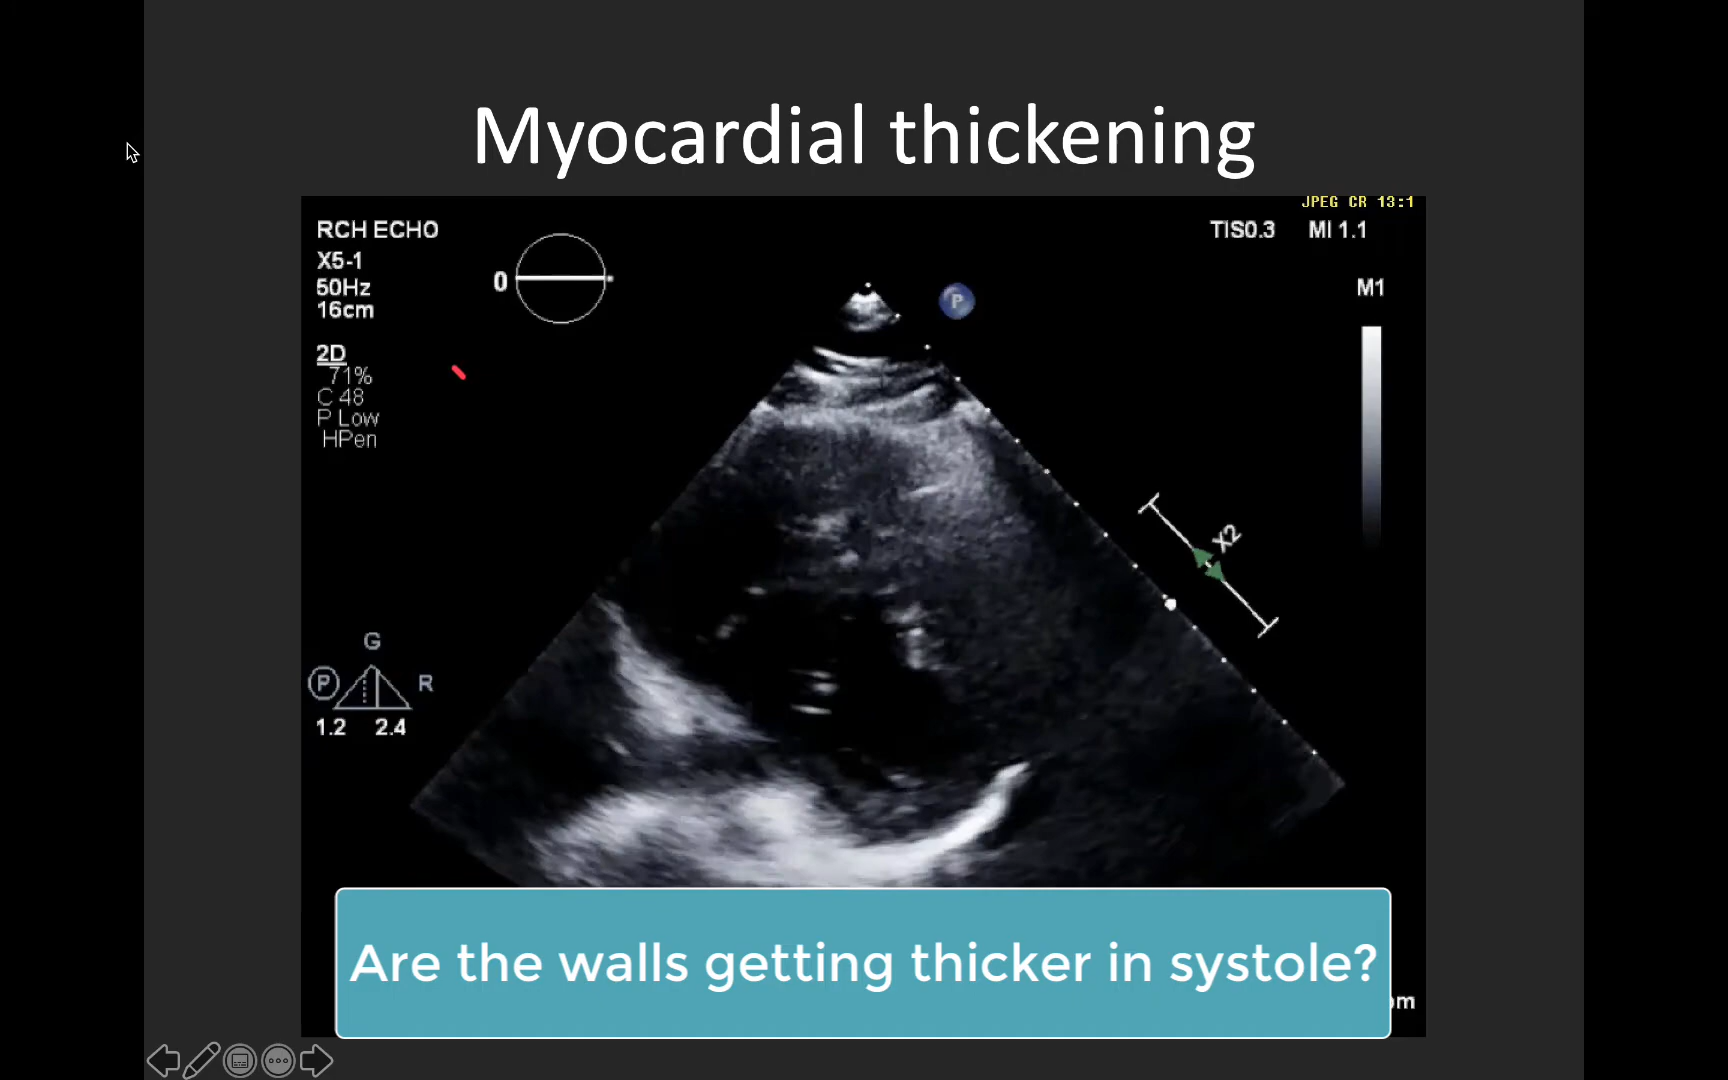 Myocardial thickening
JPEG CR 13:1
RCH ECHO
TIS0.3 MI 1.1
X5-1
50Hz
16cm
0
P
M1
2D
71%
C 48
P Low
HPen
X2
G
P R
1.2 2.4
Are the walls getting thicker in systole?